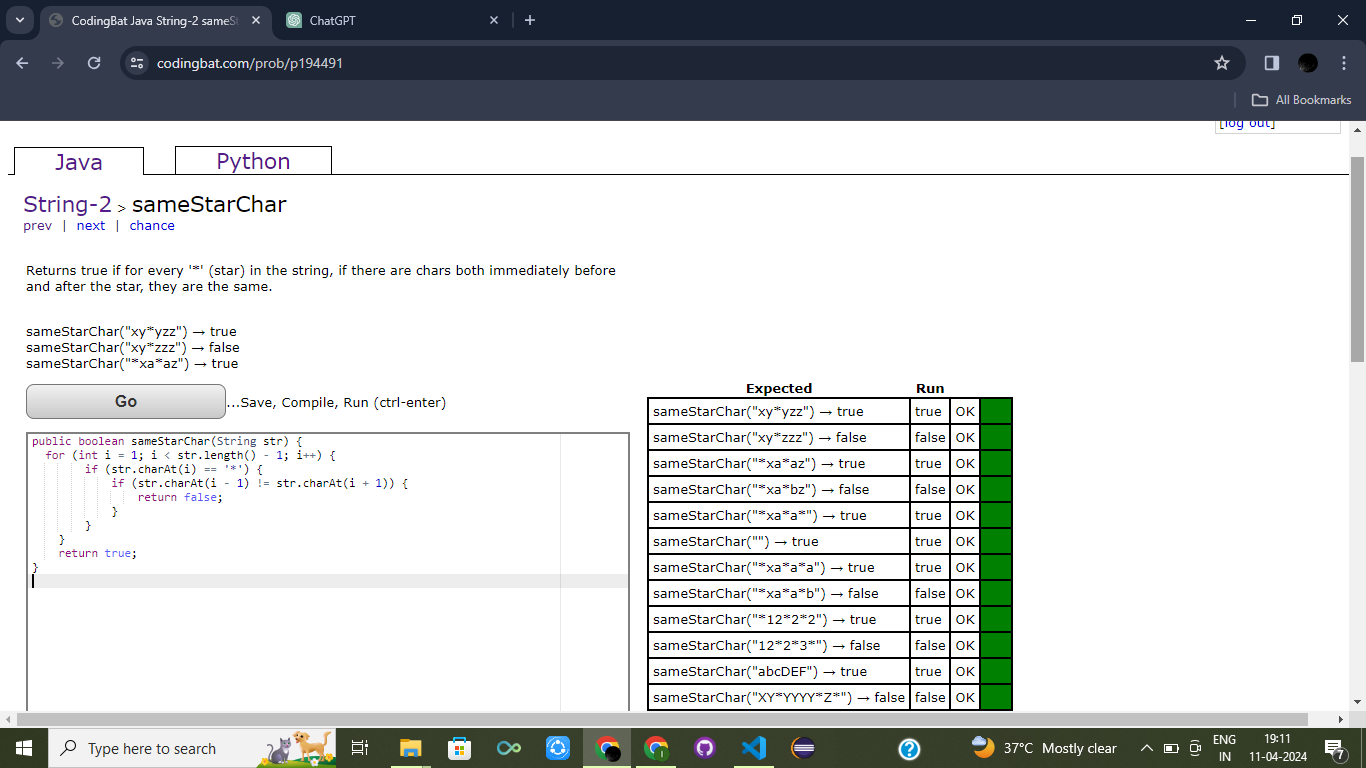 CodingBat Java String-2 sameS
ChatGPT
codingbat.com/prob/p194491
All Bookmarks
[log out]
Java
Python
String-2 > sameStarChar
prev | next | chance
Returns true if for every '*' (star) in the string, if there are chars both immediately before
and after the star, they are the same.
sameStarChar("xy*yzz") → true
sameStarChar("xy*zzz") → false
sameStarChar("*xa*az") → true
Go
...Save, Compile, Run (ctrl-enter)
public boolean sameStarChar(String str) {
for (int i = 1; i < str.length() - 1; i++) {
if (str.charAt(i) == '*') {
if (str.charAt(i - 1) != str.charAt(i + 1)) {
return false;
}
}
}
return true;
}
Expected Run
sameStarChar("xy*yzz") → true true OK
sameStarChar("xy*zzz") → false false OK
sameStarChar("*xa*az") → true true OK
sameStarChar("*xa*bz") → false false OK
sameStarChar("*xa*a*") → true true OK
sameStarChar("") → true true OK
sameStarChar("*xa*a*a") → true true OK
sameStarChar("*xa*a*b") → false false OK
sameStarChar("*12*2*2") → true true OK
sameStarChar("12*2*3*") → false false OK
sameStarChar("abcDEF") → true true OK
sameStarChar("XY*YYYY*Z*") → false false OK
Type here to search
37°C Mostly clear
ENG
IN
19:11
11-04-2024
7